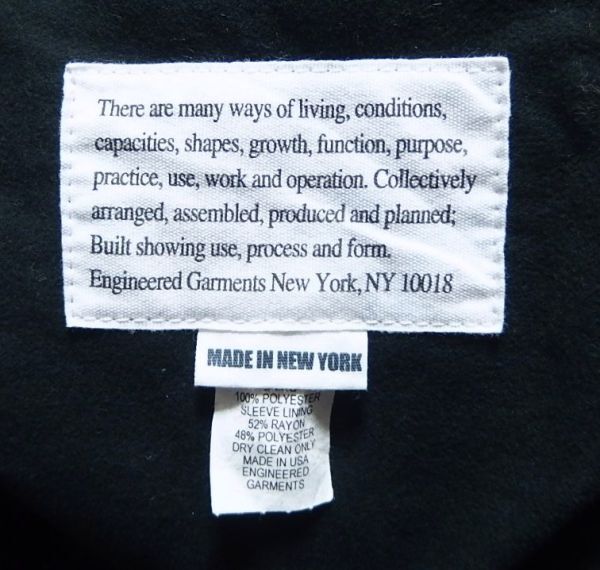 There are many ways of living, conditions,
capacities, shapes, growth, function, purpose,
practice, use, work and operation. Collectively
arranged, assembled, produced and planned;
Built showing use, process and form.
Engineered Garments New York, NY 10018
MADE IN NEW YORK
100% POLYESTER
SLEEVE LINING
52% RAYON
48% POLYESTER
DRY CLEAN ONLY
MADE IN USA
ENGINEERED
GARMENTS